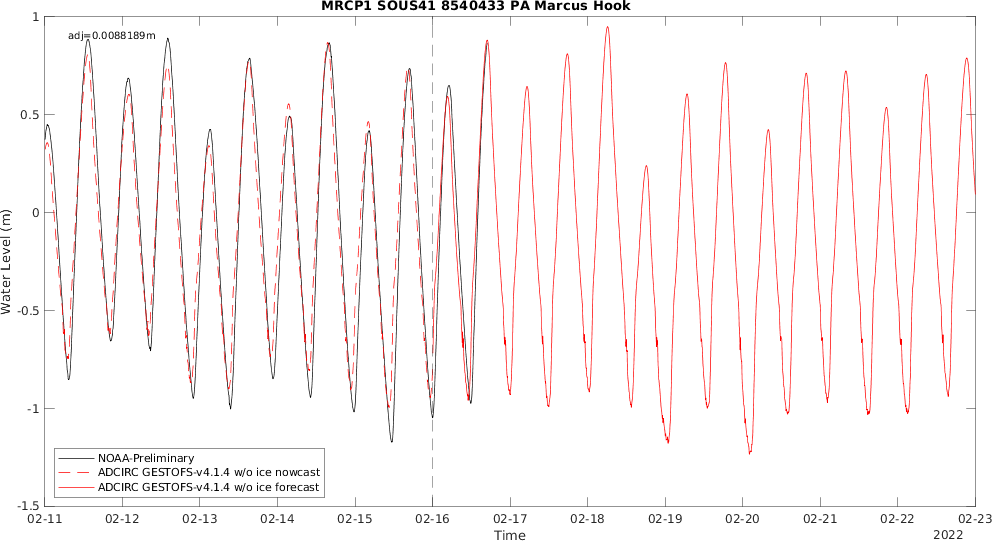 MRCP1 SOUS41 8540433 PA Marcus Hook
adj=0.0088189m
1
0.5
0
-0.5
-1
-1.5
Water Level (m)
NOAA-Preliminary
ADCIRC GESTOFS-v4.1.4 w/o ice nowcast
ADCIRC GESTOFS-v4.1.4 w/o ice forecast
02-11 02-12 02-13 02-14 02-15 02-16 02-17 02-18 02-19 02-20 02-21 02-22 02-23
Time
2022